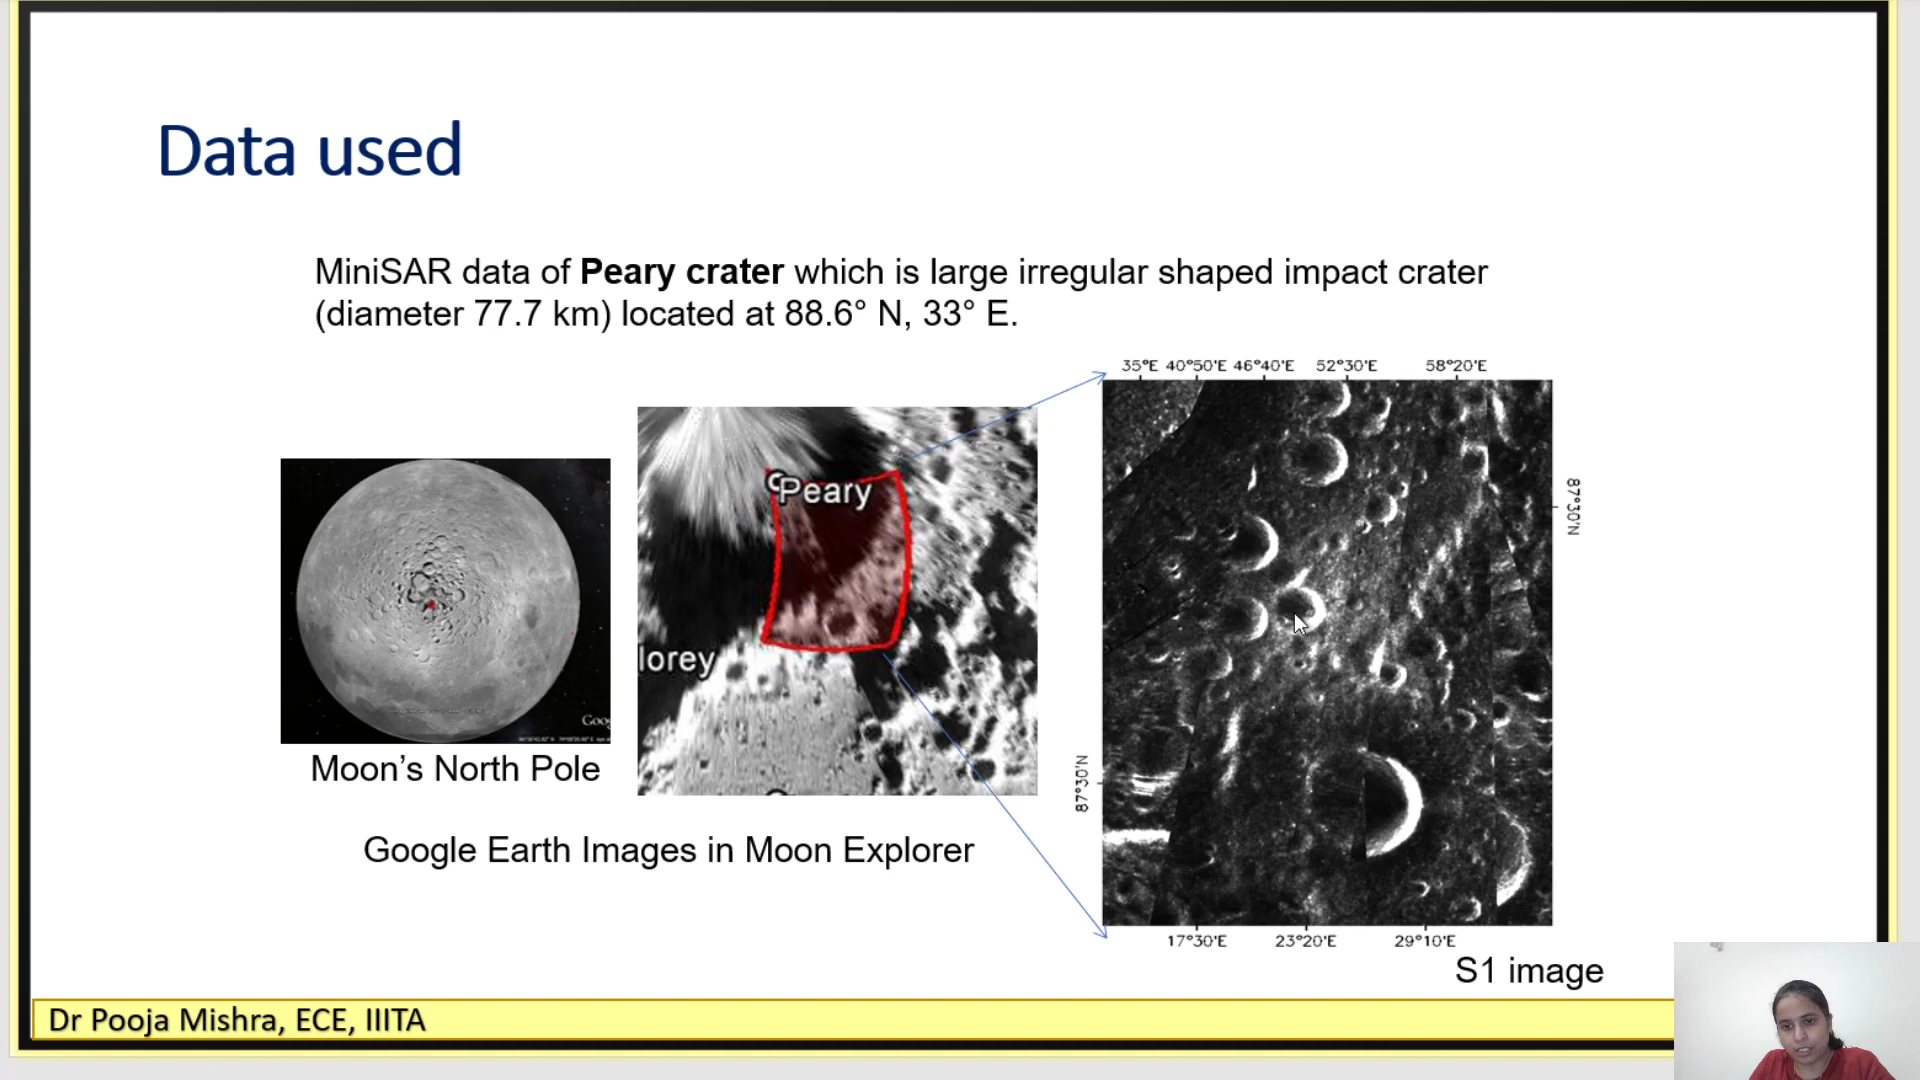 Data used
MiniSAR data of Peary crater which is large irregular shaped impact crater
(diameter 77.7 km) located at 88.6° N, 33° E.
35°E 40°50'E 46°40'E 52°30'E 58°20'E
Peary
lorey
87°30'N
87°30'N
Goo
Moon's North Pole
Google Earth Images in Moon Explorer
17°30'E 23°20'E 29°10'E
S1 image
Dr Pooja Mishra, ECE, IIITA